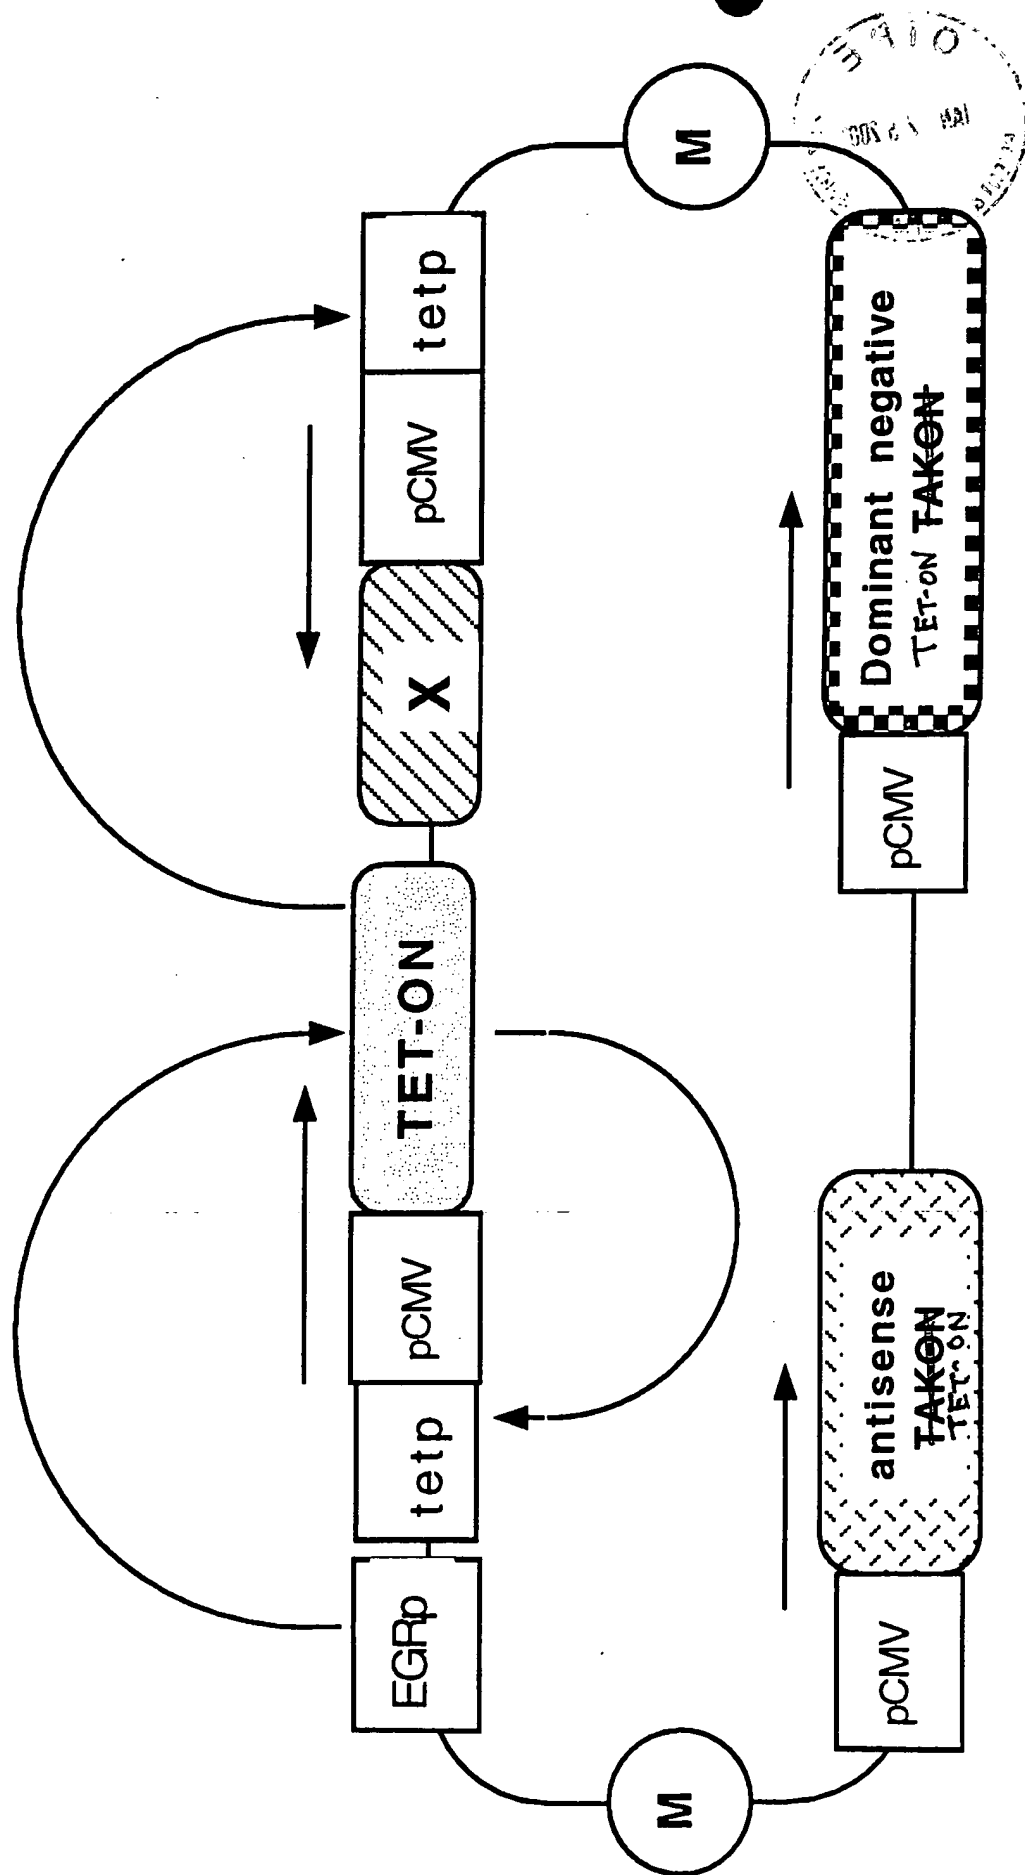 EGRp
tetp
pCMV
TET-ON
X
pCMV
tetp
M
M
pCMV
antisense
TAKON
TET-ON
pCMV
Dominant negative
TET-ON TAKON
O I P E